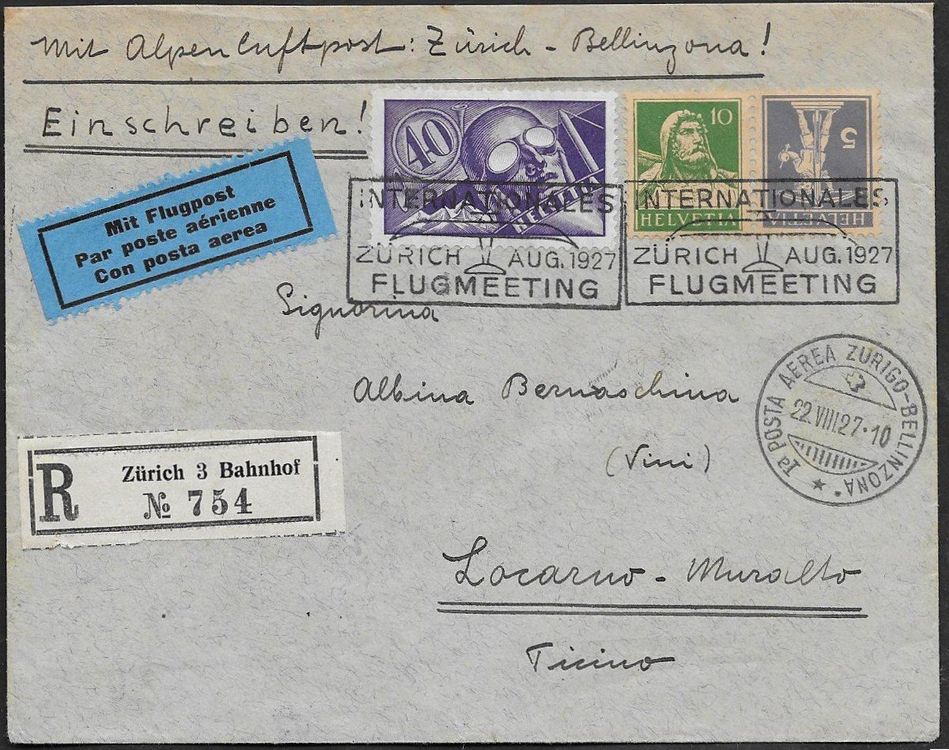 Mit Alpenluftpost: Zürich - Bellinzona!
Einschreiben!
Mit Flugpost
Par poste aérienne
Con posta aerea
40
HELVETIA
10
HELVETIA
5
HELVETIA
INTERNATIONALES
ZÜRICH AUG. 1927
FLUGMEETING
INTERNATIONALES
ZÜRICH AUG. 1927
FLUGMEETING
Signorina
Albina Bernaschina
(Vini)
Iª POSTA AEREA ZURIGO-BELLINZONA
22.VIII.27.10
R Zürich 3 Bahnhof
№ 754
Locarno - Muralto
Ticino